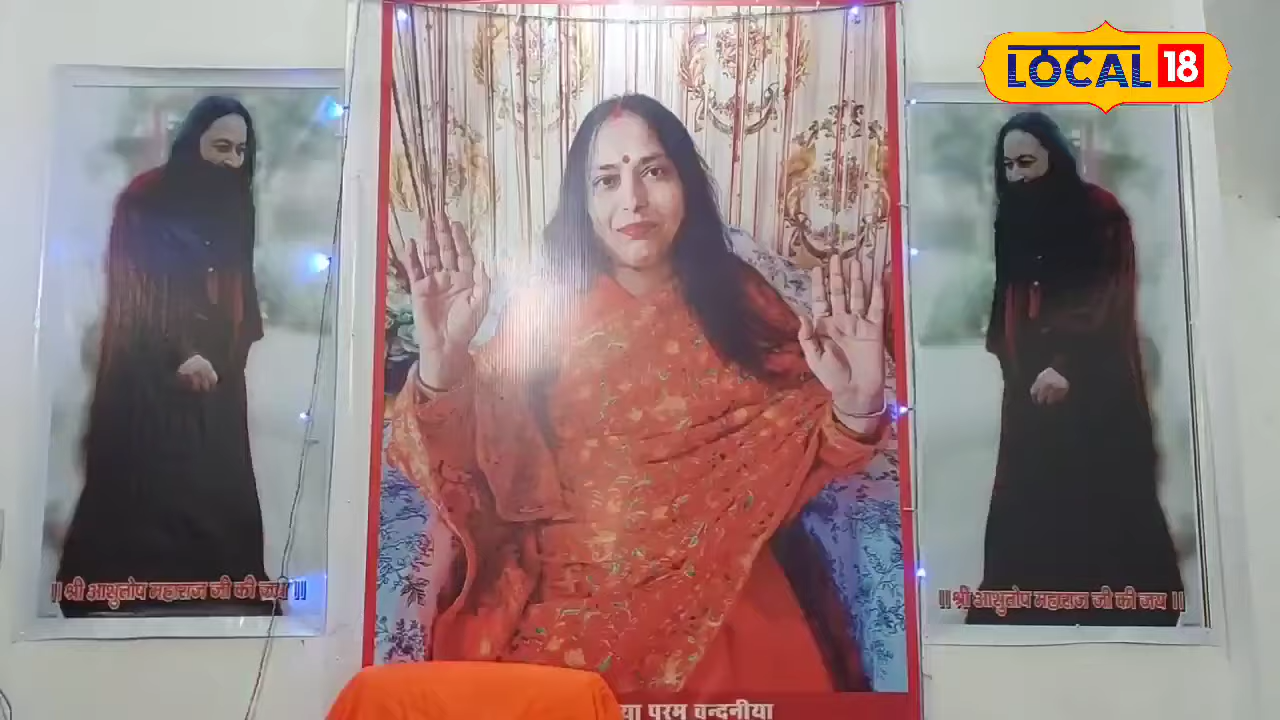 LOCAL 18
|| श्री आशुतोष महाराज जी की जय ||
|| श्री आशुतोष महाराज जी की जय ||
या परम वन्दनीया